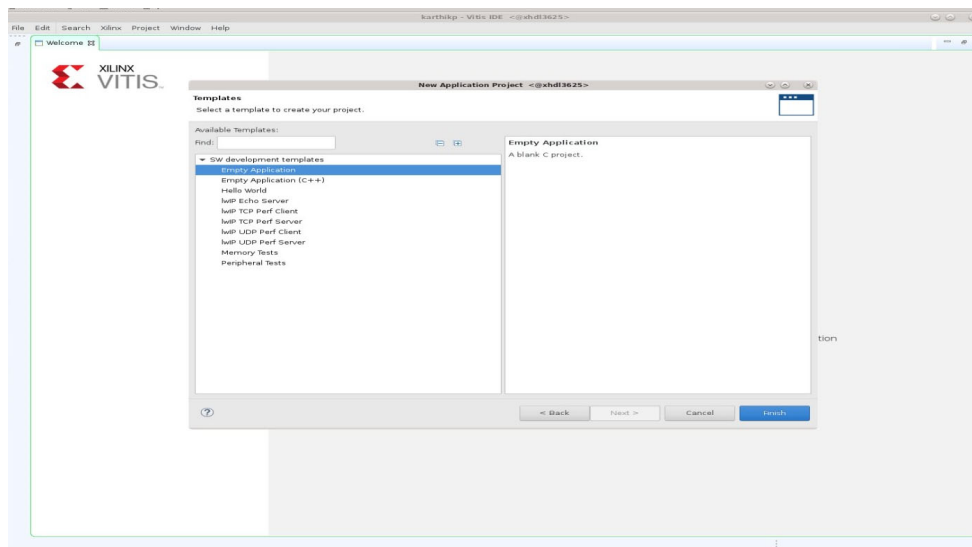 karthikp - Vitis IDE <@xhdl3625>
File Edit Search Xilinx Project Window Help
Welcome
XILINX
VITIS
New Application Project <@xhdl3625>
Templates
Select a template to create your project.
Available Templates:
Find:
SW development templates
Empty Application
Empty Application (C++)
Hello World
lwIP Echo Server
lwIP TCP Perf Client
lwIP TCP Perf Server
lwIP UDP Perf Client
lwIP UDP Perf Server
Memory Tests
Peripheral Tests
Empty Application
A blank C project.
tion
?
< Back Next > Cancel Finish